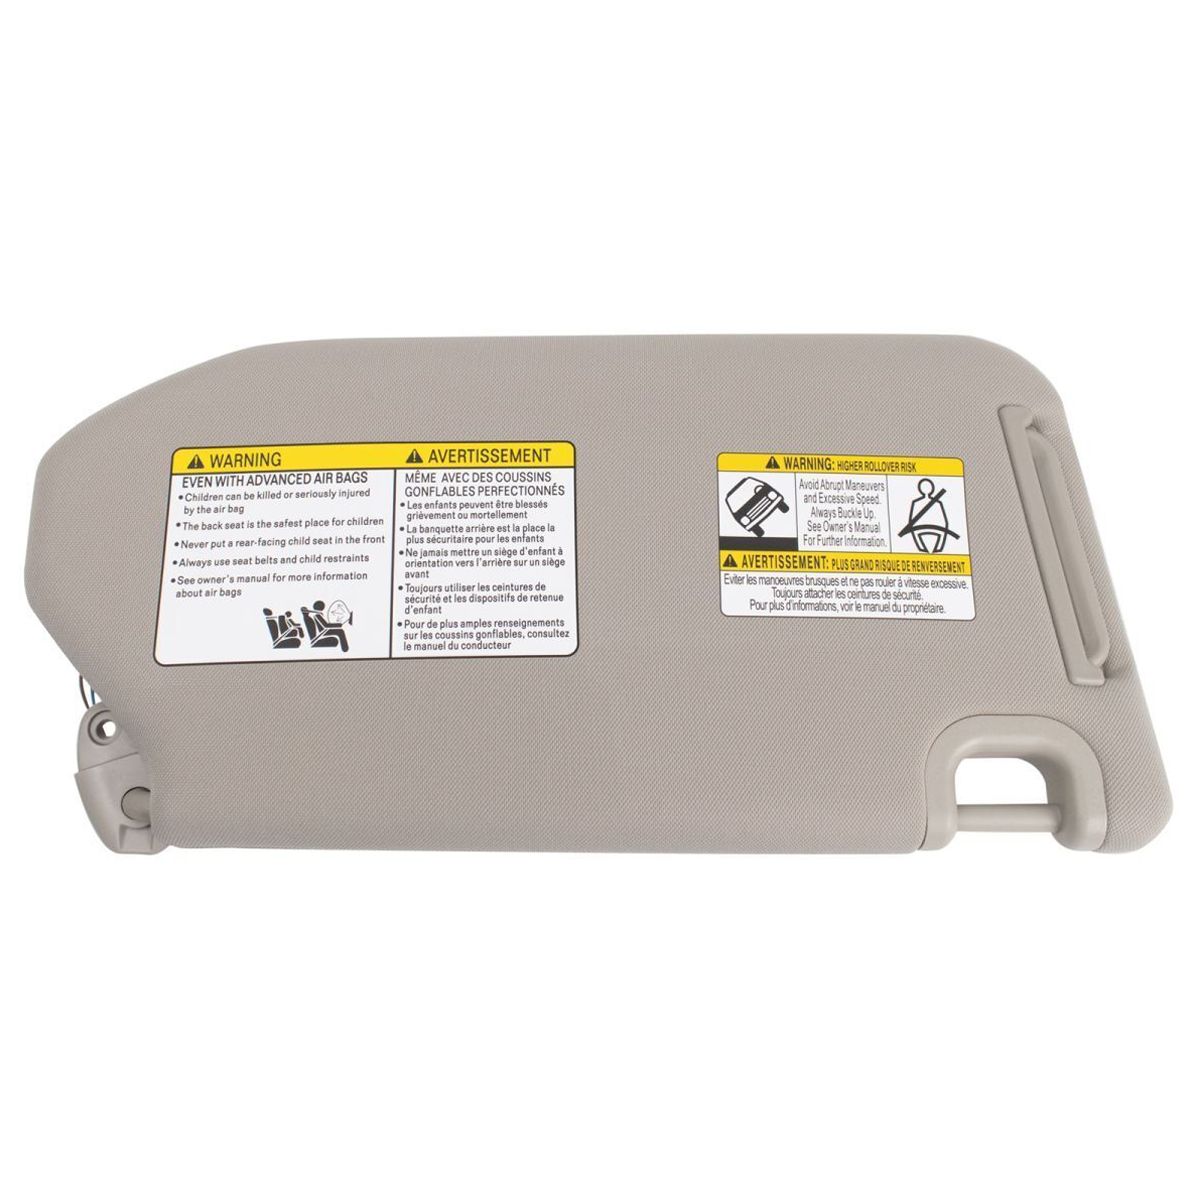 WARNING
EVEN WITH ADVANCED AIR BAGS
•Children can be killed or seriously injured
by the air bag
•The back seat is the safest place for children
•Never put a rear-facing child seat in the front
•Always use seat belts and child restraints
•See owner's manual for more information
about air bags
AVERTISSEMENT
MÊME AVEC DES COUSSINS
GONFLABLES PERFECTIONNÉS
•Les enfants peuvent être blessés
grièvement ou mortellement
•La banquette arrière est la place la
plus sécuritaire pour les enfants
•Ne jamais mettre un siège d'enfant à
orientation vers l'arrière sur un siège
avant
•Toujours utiliser les ceintures de
sécurité et les dispositifs de retenue
d'enfant
•Pour de plus amples renseignements
sur les coussins gonflables, consultez
le manuel du conducteur
WARNING: HIGHER ROLLOVER RISK
Avoid Abrupt Maneuvers
and Excessive Speed.
Always Buckle Up.
See Owner's Manual
For Further Information.
AVERTISSEMENT: PLUS GRAND RISQUE DE RENVERSEMENT
Eviter les manoeuvres brusques et ne pas rouler á vitesse excessive.
Toujours attacher les ceintures de sécurité.
Pour plus d'informations, voir le manuel du propriétaire.